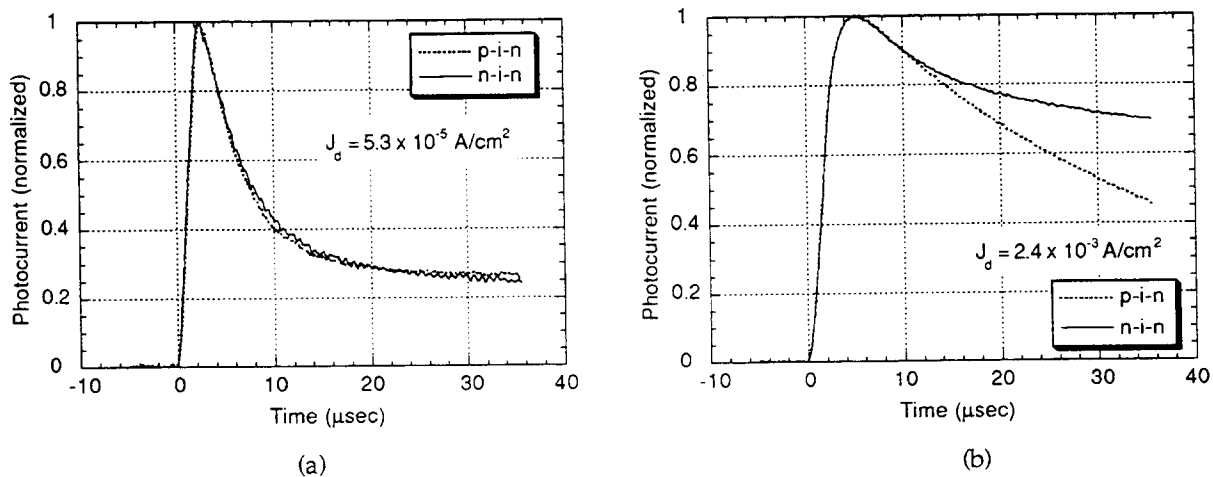 Photocurrent (normalized)
1
0.8
0.6
0.4
0.2
0
-10
0
10
20
30
40
Time (μsec)
p-i-n
n-i-n
J_d = 5.3 x 10^-5 A/cm^2
(a)
Photocurrent (normalized)
1
0.8
0.6
0.4
0.2
0
-10
0
10
20
30
40
Time (μsec)
J_d = 2.4 x 10^-3 A/cm^2
p-i-n
n-i-n
(b)